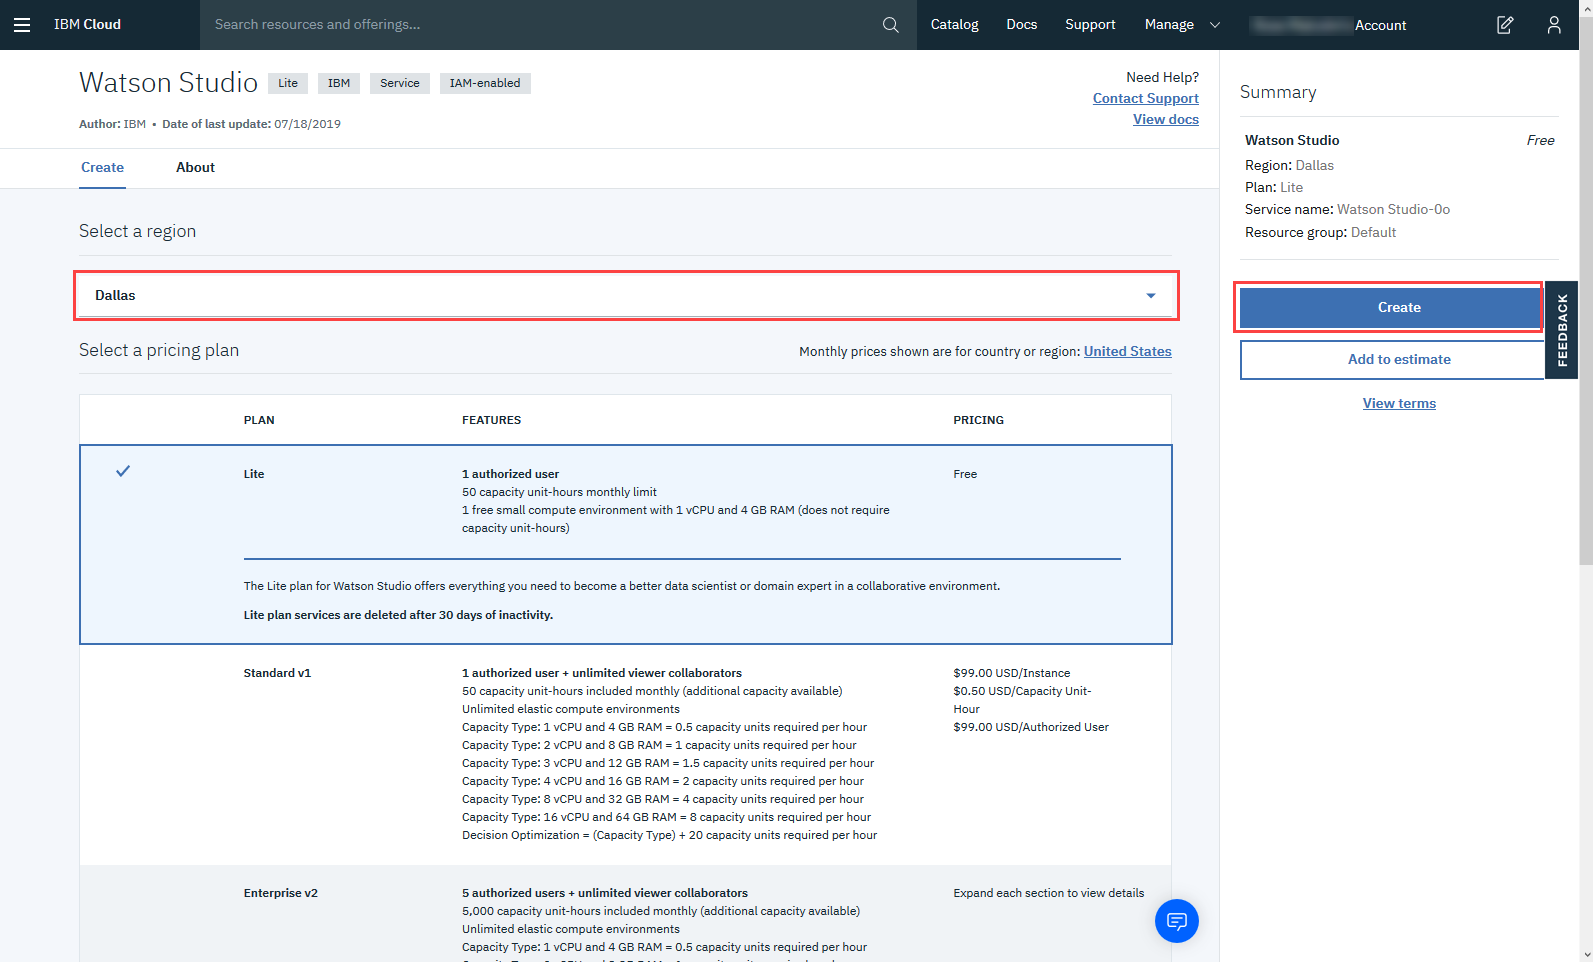 IBM Cloud
Search resources and offerings...
Catalog
Docs
Support
Manage
Account
Watson Studio
Lite
IBM
Service
IAM-enabled
Author: IBM • Date of last update: 07/18/2019
Need Help?
Contact Support
View docs
Create
About
Select a region
Dallas
Select a pricing plan
Monthly prices shown are for country or region: United States
PLAN
FEATURES
PRICING
Lite
1 authorized user
50 capacity unit-hours monthly limit
1 free small compute environment with 1 vCPU and 4 GB RAM (does not require
capacity unit-hours)
Free
The Lite plan for Watson Studio offers everything you need to become a better data scientist or domain expert in a collaborative environment.
Lite plan services are deleted after 30 days of inactivity.
Standard v1
1 authorized user + unlimited viewer collaborators
50 capacity unit-hours included monthly (additional capacity available)
Unlimited elastic compute environments
Capacity Type: 1 vCPU and 4 GB RAM = 0.5 capacity units required per hour
Capacity Type: 2 vCPU and 8 GB RAM = 1 capacity units required per hour
Capacity Type: 3 vCPU and 12 GB RAM = 1.5 capacity units required per hour
Capacity Type: 4 vCPU and 16 GB RAM = 2 capacity units required per hour
Capacity Type: 8 vCPU and 32 GB RAM = 4 capacity units required per hour
Capacity Type: 16 vCPU and 64 GB RAM = 8 capacity units required per hour
Decision Optimization = (Capacity Type) + 20 capacity units required per hour
$99.00 USD/Instance
$0.50 USD/Capacity Unit-
Hour
$99.00 USD/Authorized User
Enterprise v2
5 authorized users + unlimited viewer collaborators
5,000 capacity unit-hours included monthly (additional capacity available)
Unlimited elastic compute environments
Capacity Type: 1 vCPU and 4 GB RAM = 0.5 capacity units required per hour
Expand each section to view details
Summary
Watson Studio
Free
Region: Dallas
Plan: Lite
Service name: Watson Studio-0o
Resource group: Default
Create
Add to estimate
View terms
FEEDBACK